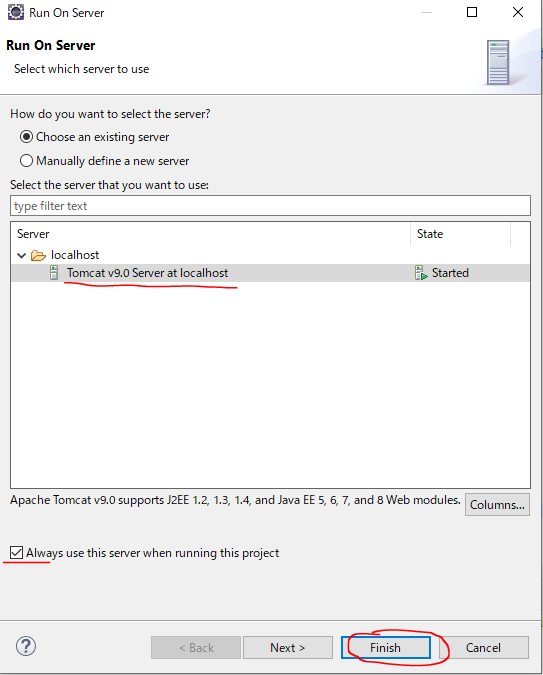 Run On Server
Run On Server
Select which server to use
How do you want to select the server?
Choose an existing server
Manually define a new server
Select the server that you want to use:
type filter text
Server State
localhost
Tomcat v9.0 Server at localhost Started
Apache Tomcat v9.0 supports J2EE 1.2, 1.3, 1.4, and Java EE 5, 6, 7, and 8 Web modules.
Columns...
Always use this server when running this project
? < Back Next > Finish Cancel